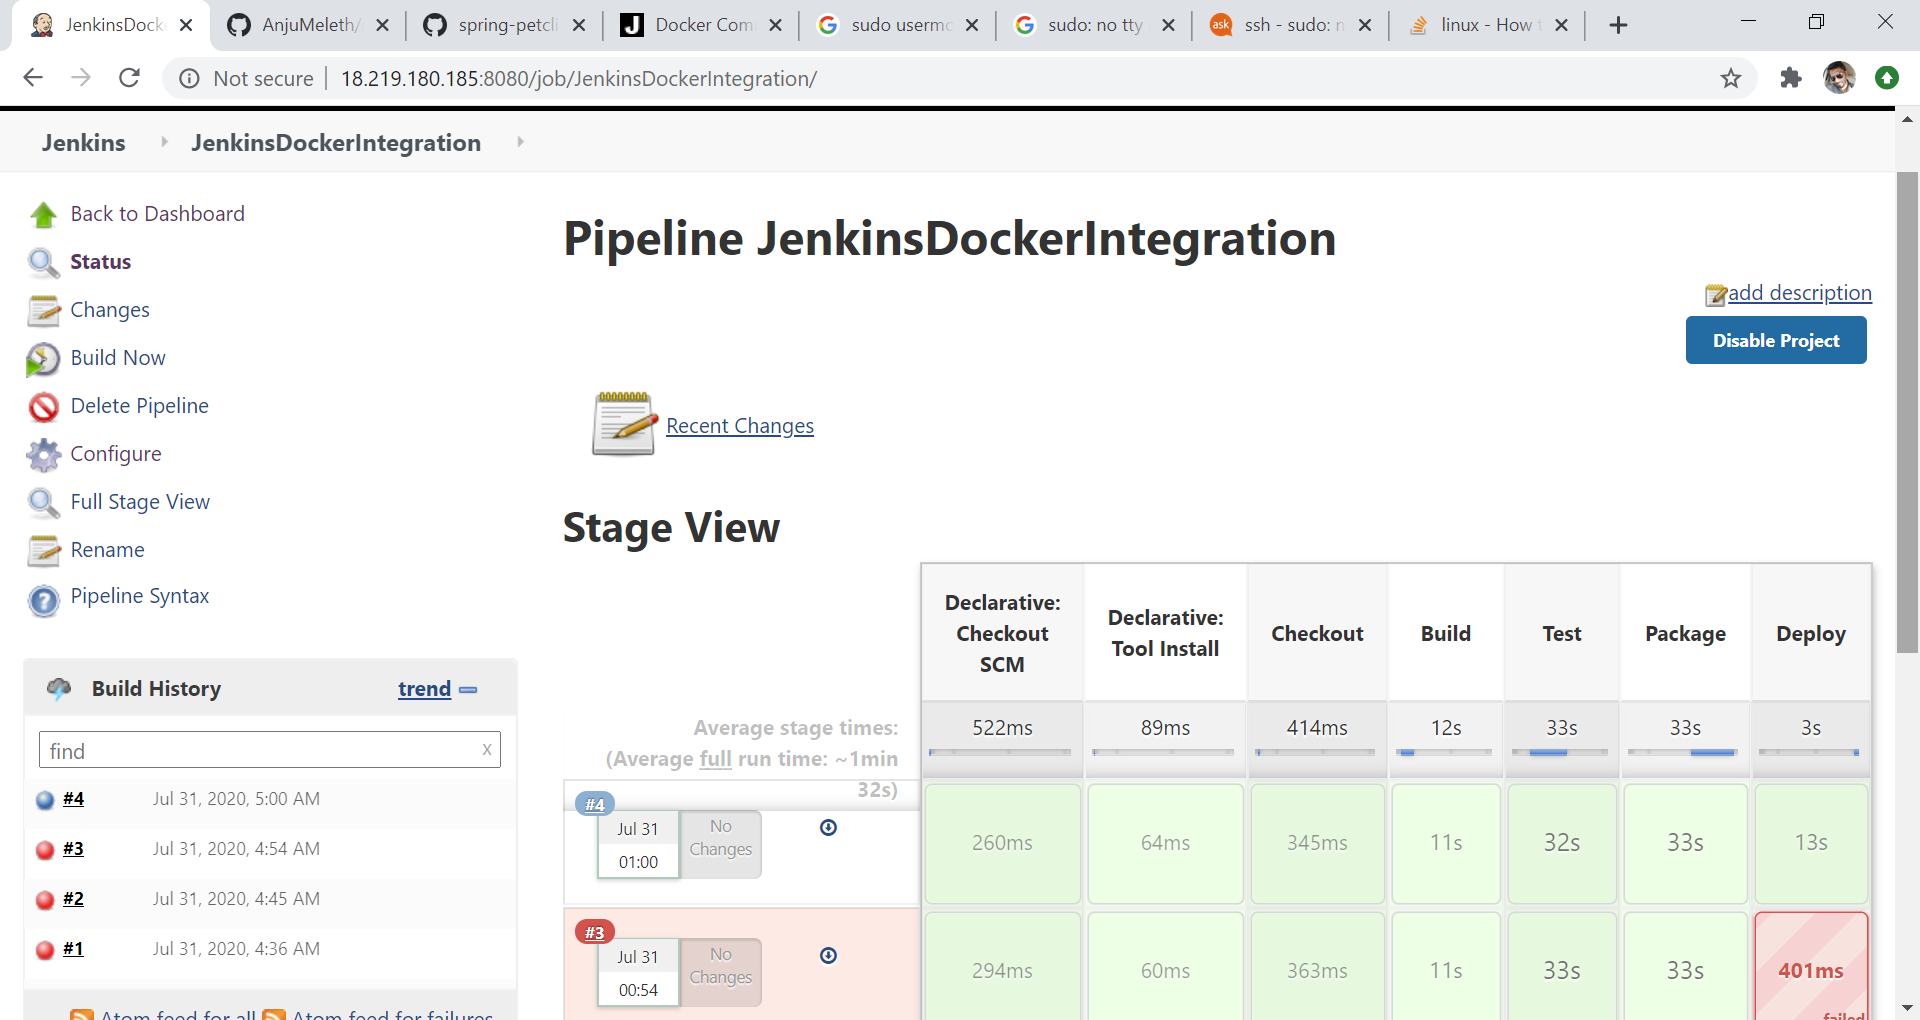 JenkinsDock
AnjuMeleth/
spring-petcli
Docker Com
sudo usermo
sudo: no tty
ssh - sudo: n
linux - How t
Not secure
18.219.180.185:8080/job/JenkinsDockerIntegration/
Jenkins
JenkinsDockerIntegration
Back to Dashboard
Status
Changes
Build Now
Delete Pipeline
Configure
Full Stage View
Rename
Pipeline Syntax
Build History
trend
find
x
#4 Jul 31, 2020, 5:00 AM
#3 Jul 31, 2020, 4:54 AM
#2 Jul 31, 2020, 4:45 AM
#1 Jul 31, 2020, 4:36 AM
Atom feed for all
Atom feed for failures
Pipeline JenkinsDockerIntegration
add description
Disable Project
Recent Changes
Stage View
Declarative:
Checkout
SCM
Declarative:
Tool Install
Checkout
Build
Test
Package
Deploy
Average stage times:
(Average full run time: ~1min
32s)
522ms
89ms
414ms
12s
33s
33s
3s
#4
Jul 31
01:00
No
Changes
260ms
64ms
345ms
11s
32s
33s
13s
#3
Jul 31
00:54
No
Changes
294ms
60ms
363ms
11s
33s
33s
401ms
failed